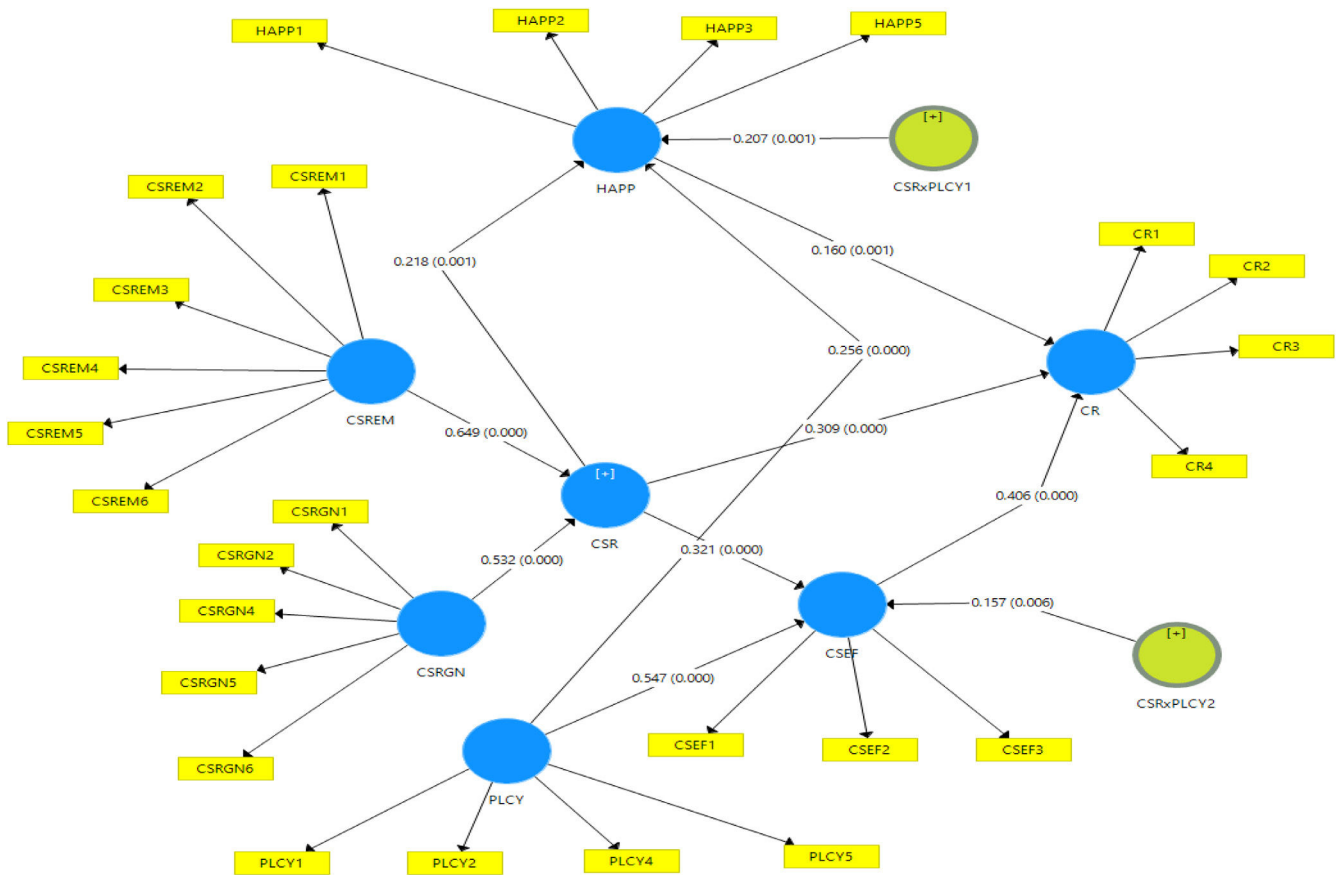 HAPP1
HAPP2
HAPP3
HAPP5
[+]
0.207 (0.001)
CSRxPLCY1
HAPP
CSREM1
CSREM2
CSREM3
CSREM4
CSREM5
CSREM6
CSREM
0.218 (0.001)
0.160 (0.001)
0.256 (0.000)
CR1
CR2
CR3
CR4
CR
0.649 (0.000)
0.309 (0.000)
[+]
CSR
0.406 (0.000)
CSRGN1
CSRGN2
CSRGN4
CSRGN5
CSRGN6
CSRGN
0.532 (0.000)
0.321 (0.000)
CSEF
0.157 (0.006)
[+]
CSRxPLCY2
0.547 (0.000)
CSEF1
CSEF2
CSEF3
PLCY
PLCY1
PLCY2
PLCY4
PLCY5